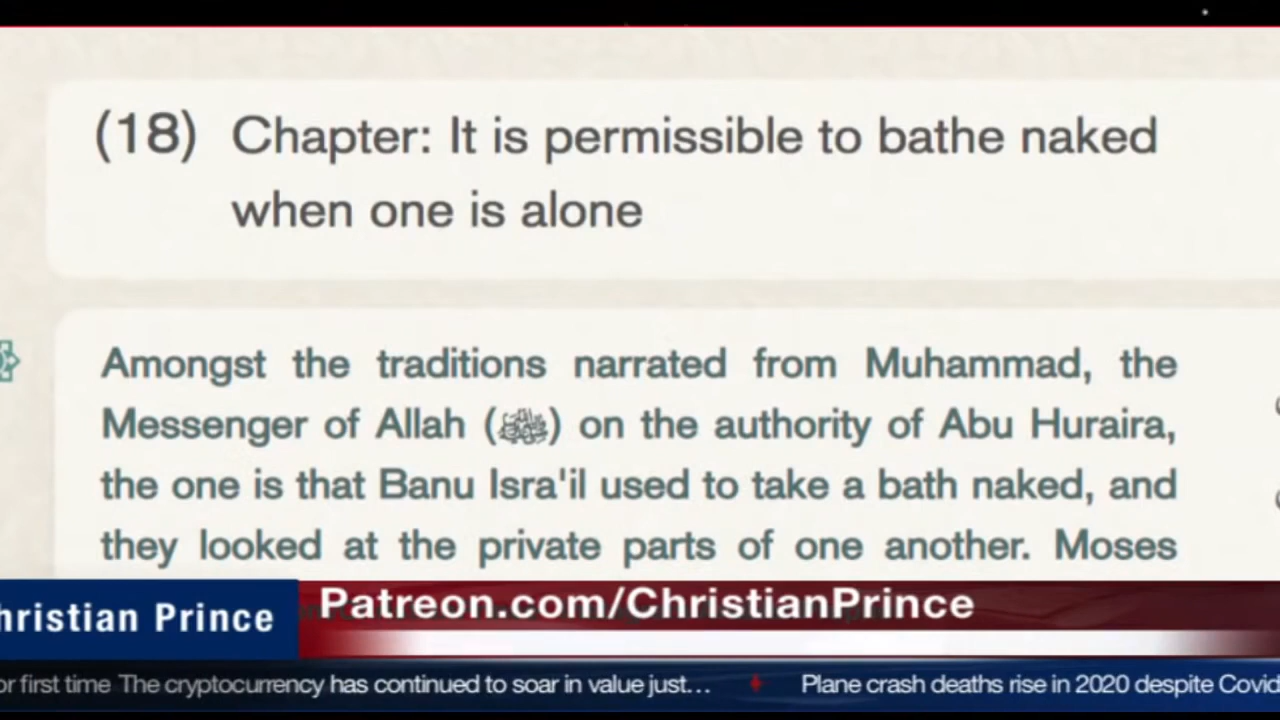 (18) Chapter: It is permissible to bathe naked
when one is alone
Amongst the traditions narrated from Muhammad, the
Messenger of Allah (ﷺ) on the authority of Abu Huraira,
the one is that Banu Isra'il used to take a bath naked, and
they looked at the private parts of one another. Moses
hristian Prince Patreon.com/ChristianPrince
or first time The cryptocurrency has continued to soar in value just… Plane crash deaths rise in 2020 despite Covid